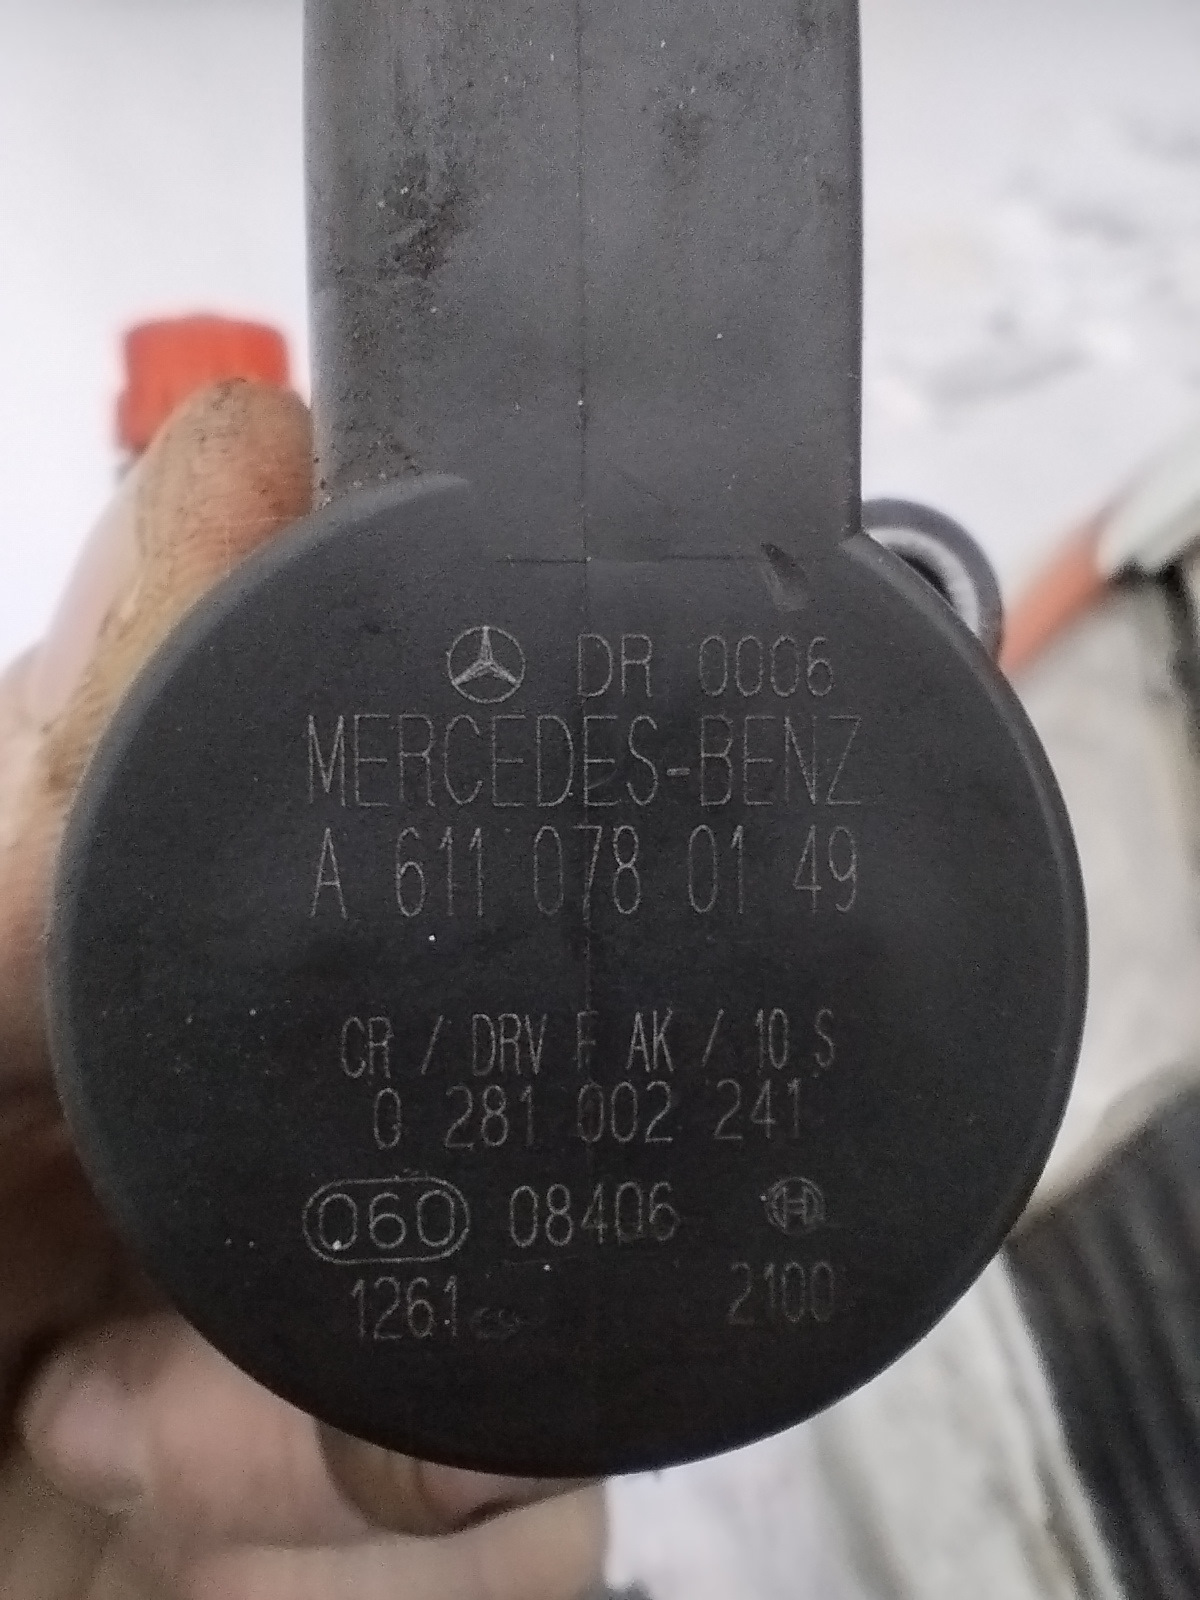 DR 0006
MERCEDES-BENZ
A 611 078 01 49
CR / DRV F AK / 10 S
0 281 002 241
060 08406 H
1261 2100